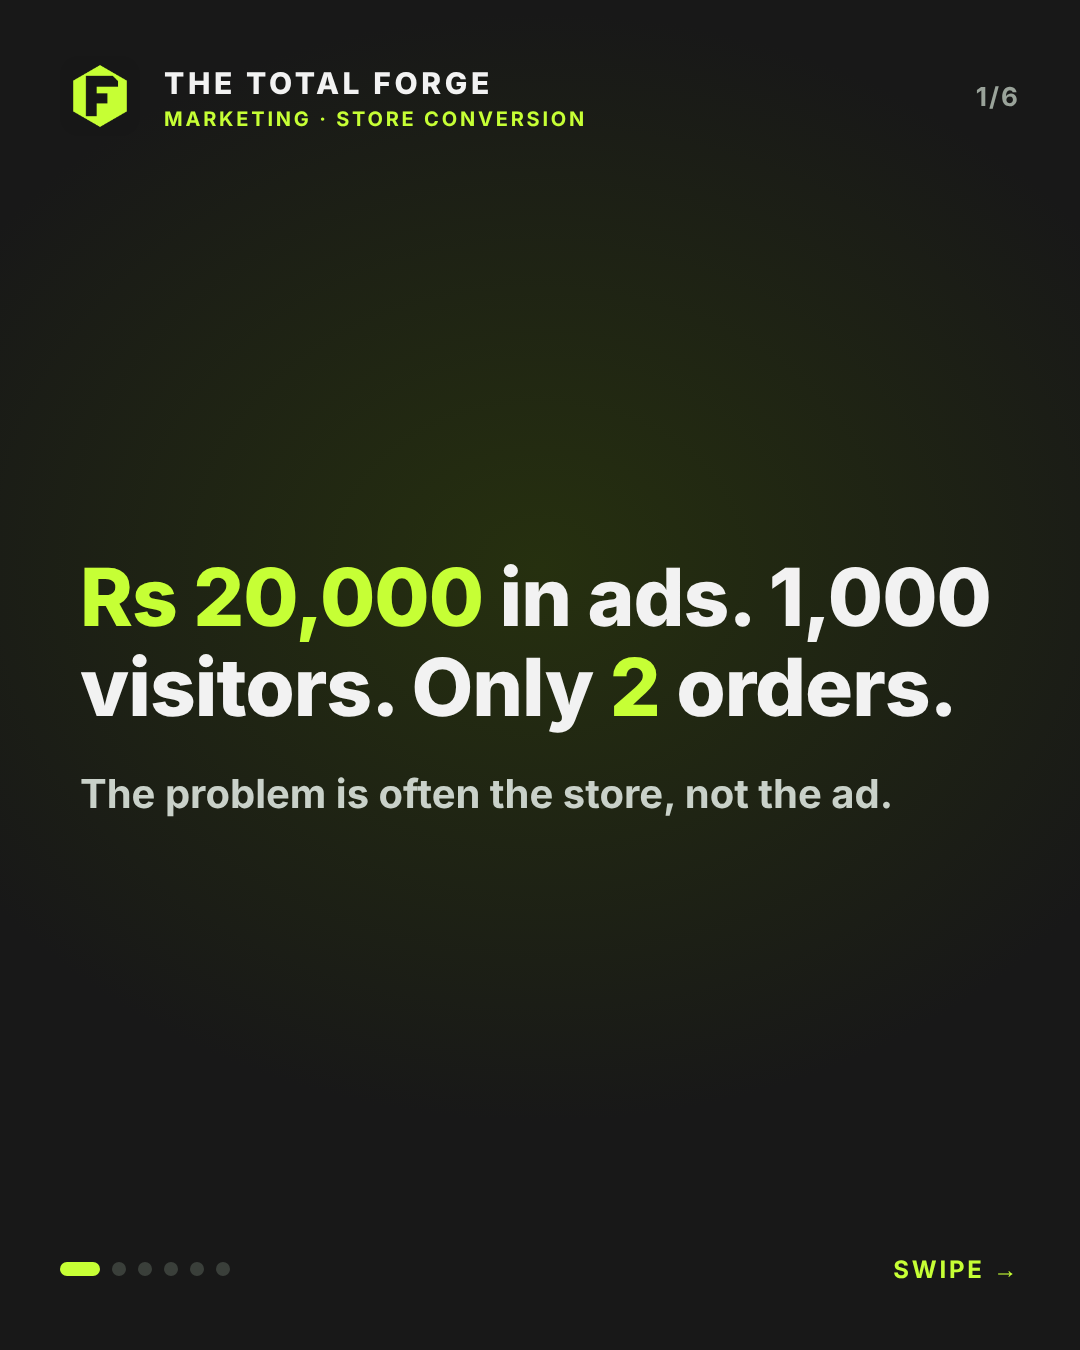 THE TOTAL FORGE
MARKETING · STORE CONVERSION
1/6
Rs 20,000 in ads. 1,000
visitors. Only 2 orders.
The problem is often the store, not the ad.
SWIPE →